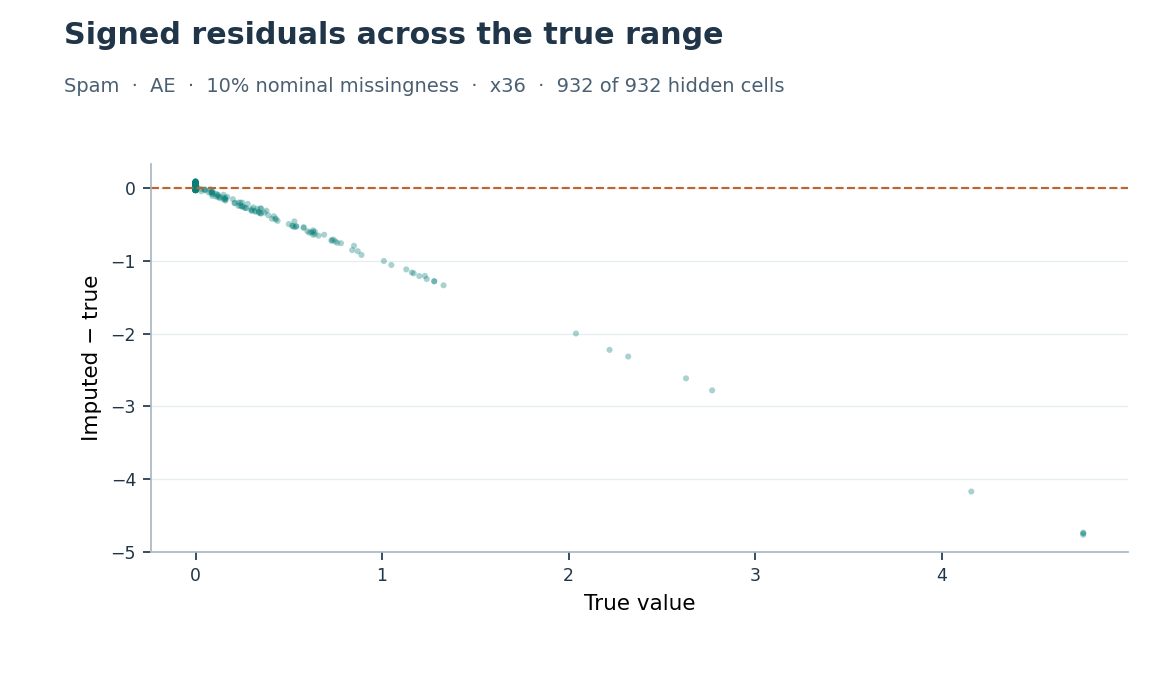 Signed residuals across the true range
Spam · AE · 10% nominal missingness · x36 · 932 of 932 hidden cells
Imputed − true
0
−1
−2
−3
−4
−5
0 1 2 3 4
True value